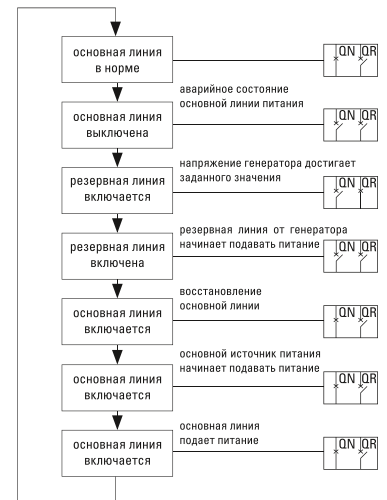 основная линия
в норме
QN QR
аварийное состояние
основной линии питания
основная линия
выключена
QN QR
напряжение генератора достигает
заданного значения
резервная линия
включается
QN QR
резервная линия от генератора
начинает подавать питание
резервная линия
включена
QN QR
восстановление
основной линии
основная линия
включается
QN QR
основной источник питания
начинает подавать питание
основная линия
включается
QN QR
основная линия
подает питание
основная линия
включается
QN QR